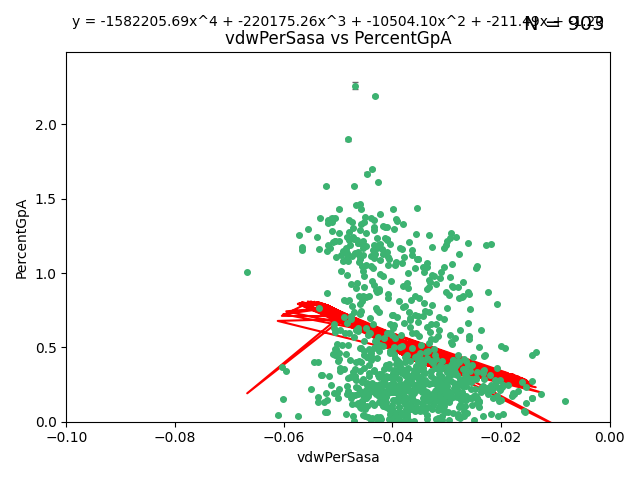 y = -1582205.69x^4 + -220175.26x^3 + -10504.10x^2 + -211.49x +
N = 903
vdwPerSasa vs PercentGpA
PercentGpA
2.0
1.5
1.0
0.5
0.0
−0.10 −0.08 −0.06 −0.04 −0.02 0.00
vdwPerSasa